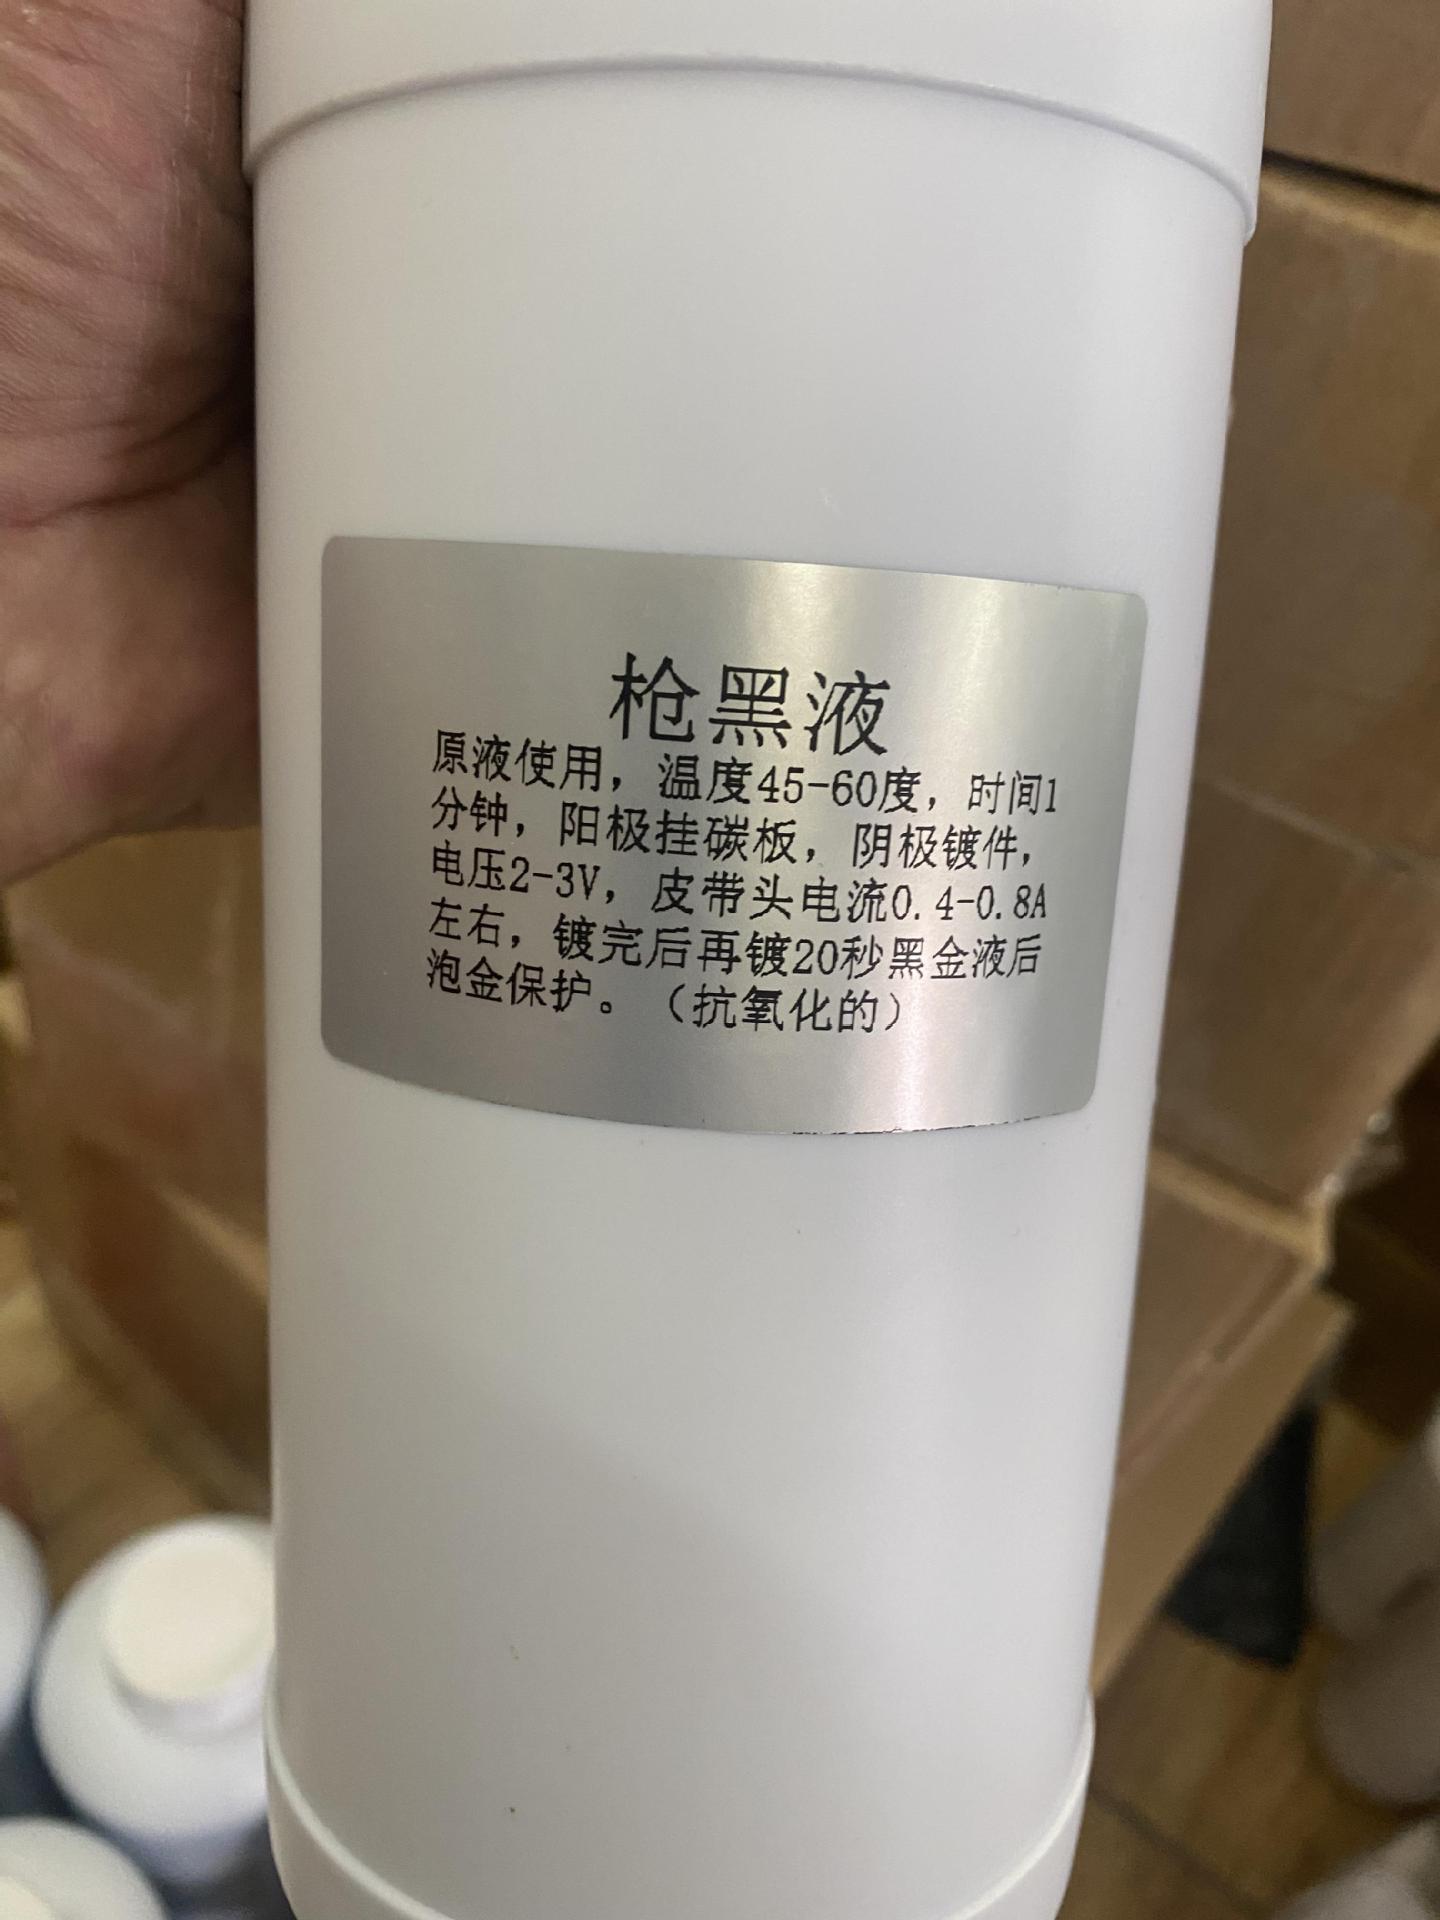 枪黑液
原液使用，温度45-60度，时间1
分钟，阳极挂碳板，阴极镀件，
电压2-3V，皮带头电流0.4-0.8A
左右，镀完后再镀20秒黑金液后
泡金保护。（抗氧化的）